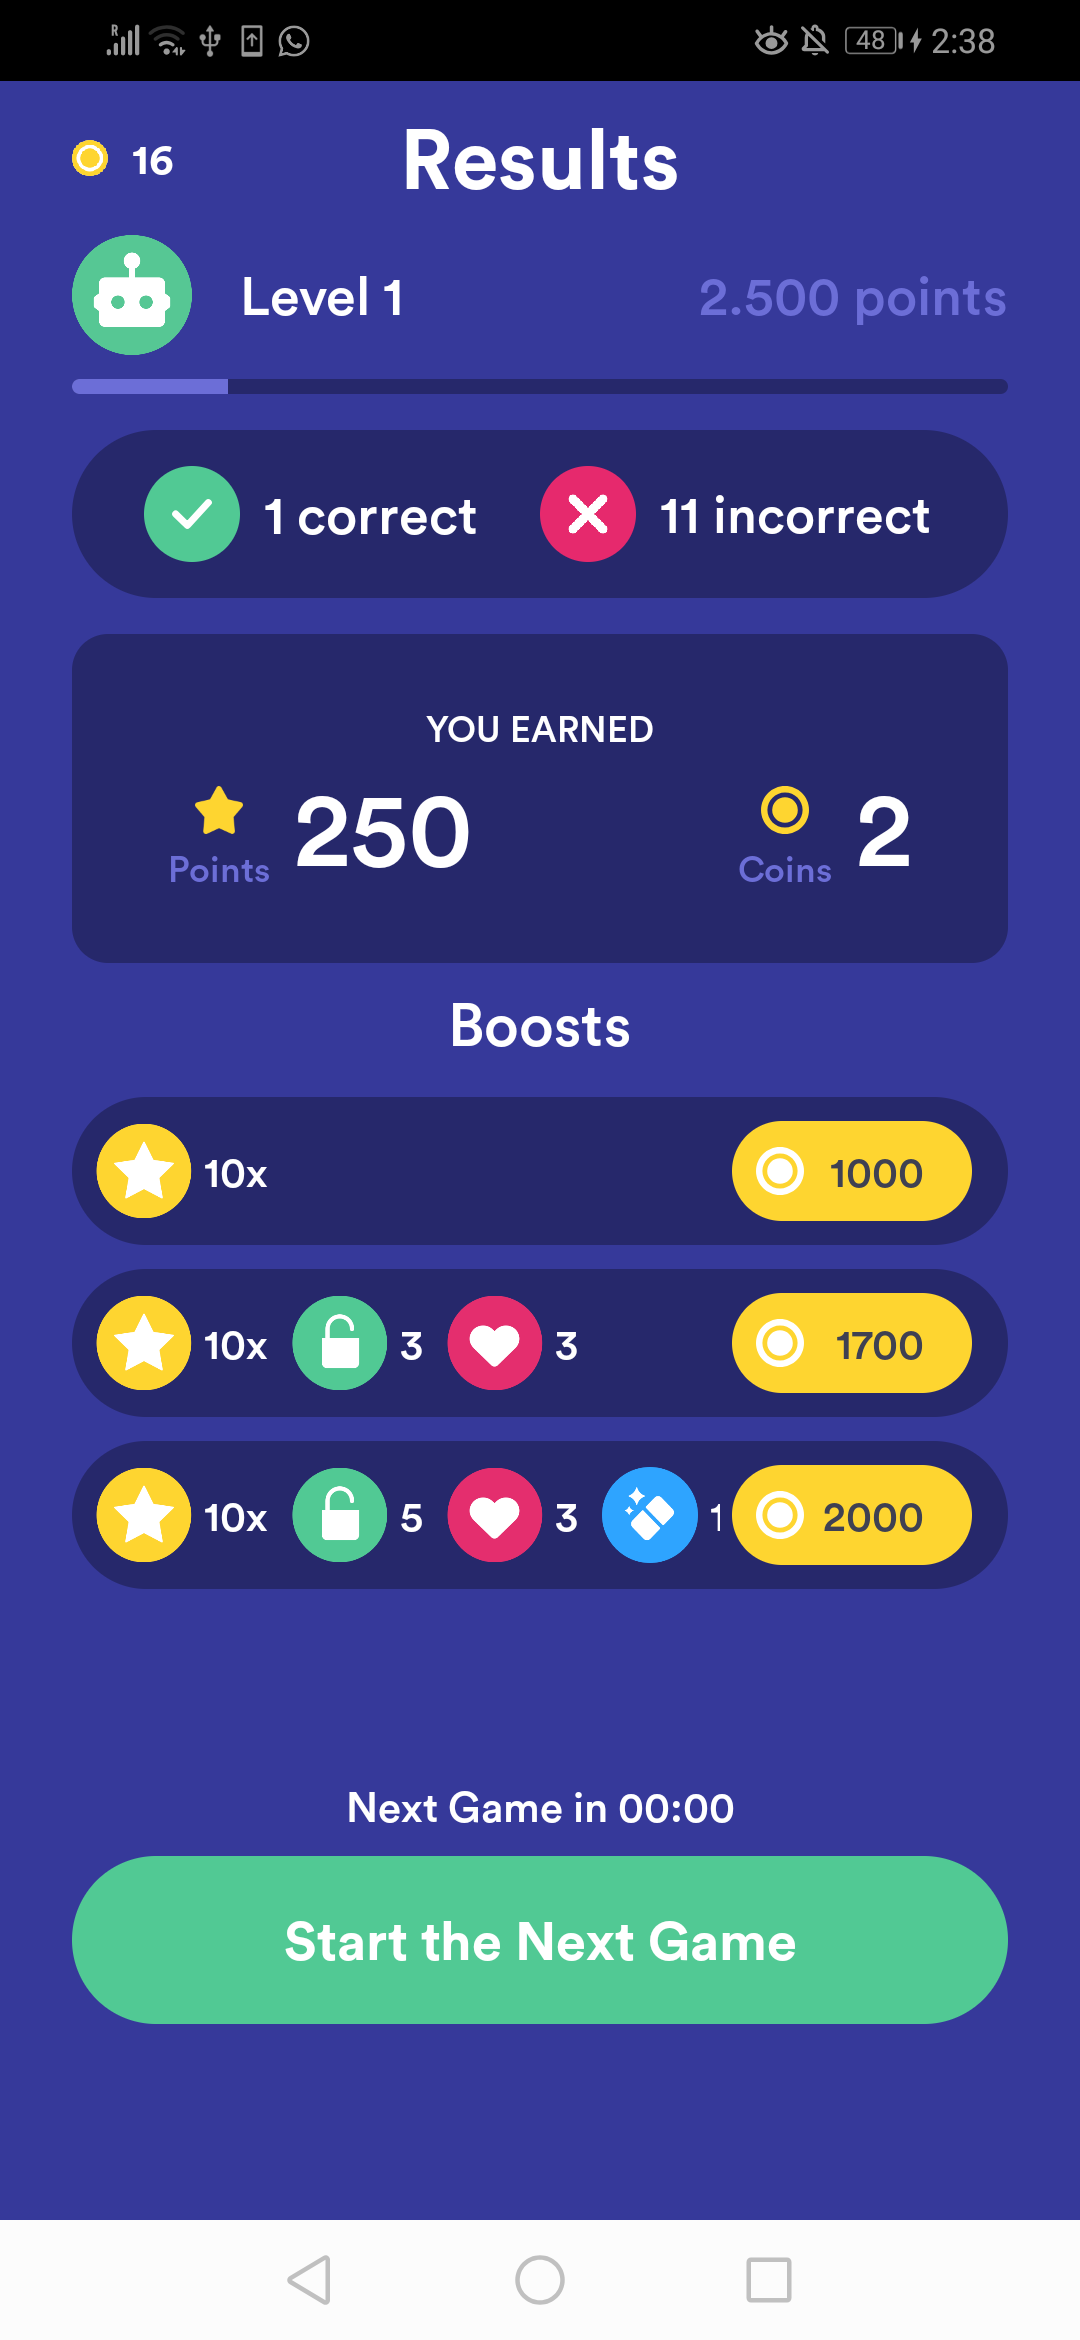 R 48 2:38
16 Results
Level 1 2.500 points
1 correct 11 incorrect
YOU EARNED
Points 250 Coins 2
Boosts
10x 1000
10x 3 3 1700
10x 5 3 1 2000
Next Game in 00:00
Start the Next Game